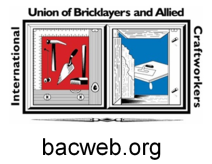 Union of Bricklayers and Allied
International
Craftworkers
bacweb.org